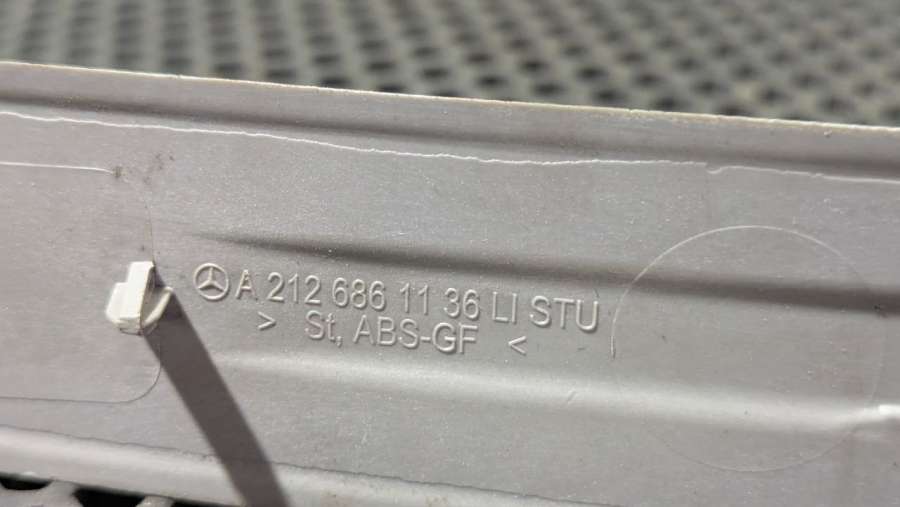 A 212 686 11 36 LI STU
> St, ABS-GF <